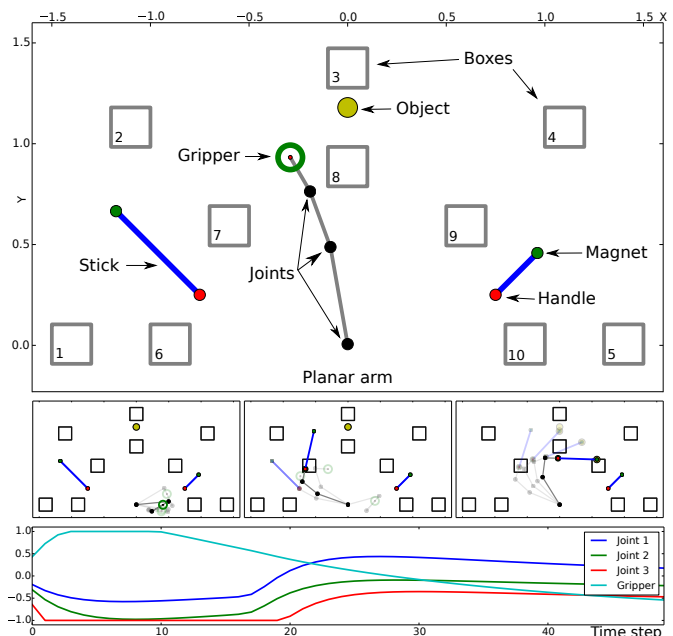 −1.5 −1.0 −0.5 0.0 0.5 1.0 1.5 X
1.5
1.0
0.5
0.0
Y
3
Boxes
Object
2
4
Gripper
8
7
9
Stick
Joints
Magnet
Handle
1
6
10
5
Planar arm
1.0
0.5
0.0
−0.5
−1.0
Joint 1
Joint 2
Joint 3
Gripper
0 10 20 30 40
Time step